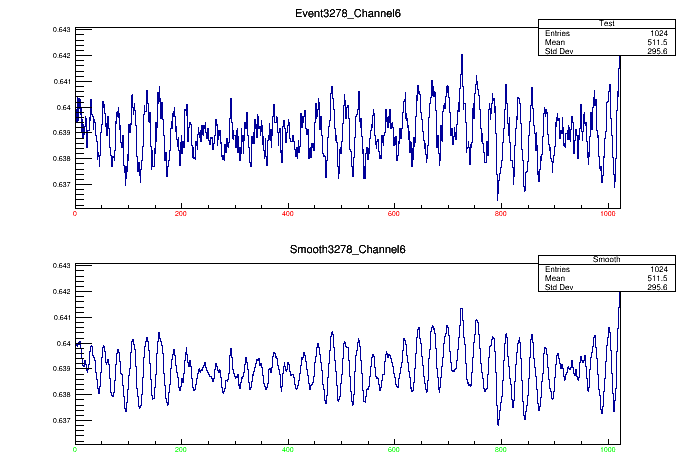 Event3278_Channel6
Test
Entries 1024
Mean 511.5
Std Dev 295.6
0.643
0.642
0.641
0.64
0.639
0.638
0.637
0 200 400 600 800 1000
Smooth3278_Channel6
Smooth
Entries 1024
Mean 511.5
Std Dev 295.6
0.643
0.642
0.641
0.64
0.639
0.638
0.637
0 200 400 600 800 1000